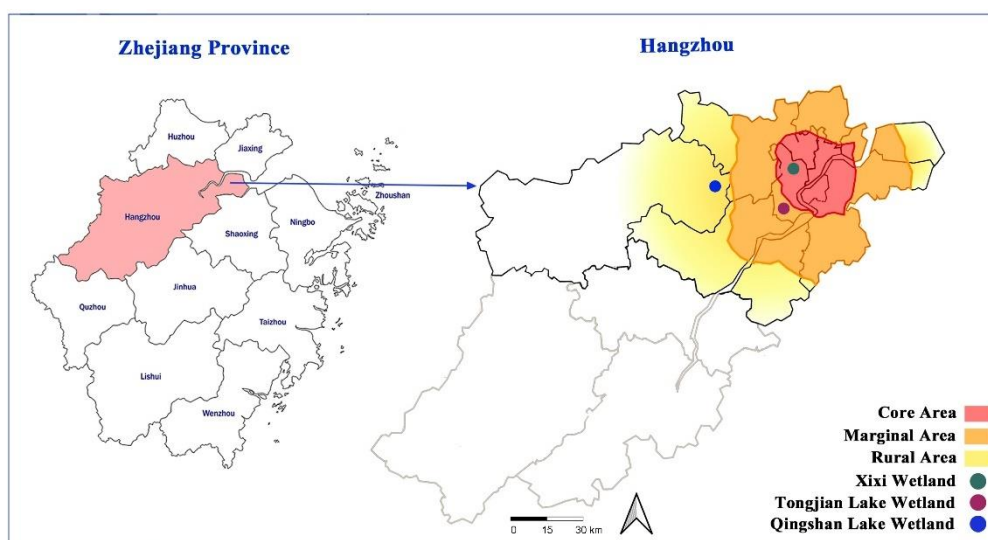 Zhejiang Province
Hangzhou
Huzhou
Jiaxing
Zhoushan
Hangzhou
Ningbo
Shaoxing
Jinhua
Quzhou
Taizhou
Lishui
Wenzhou
Core Area
Marginal Area
Rural Area
Xixi Wetland
Tongjian Lake Wetland
Qingshan Lake Wetland
0 15 30 km